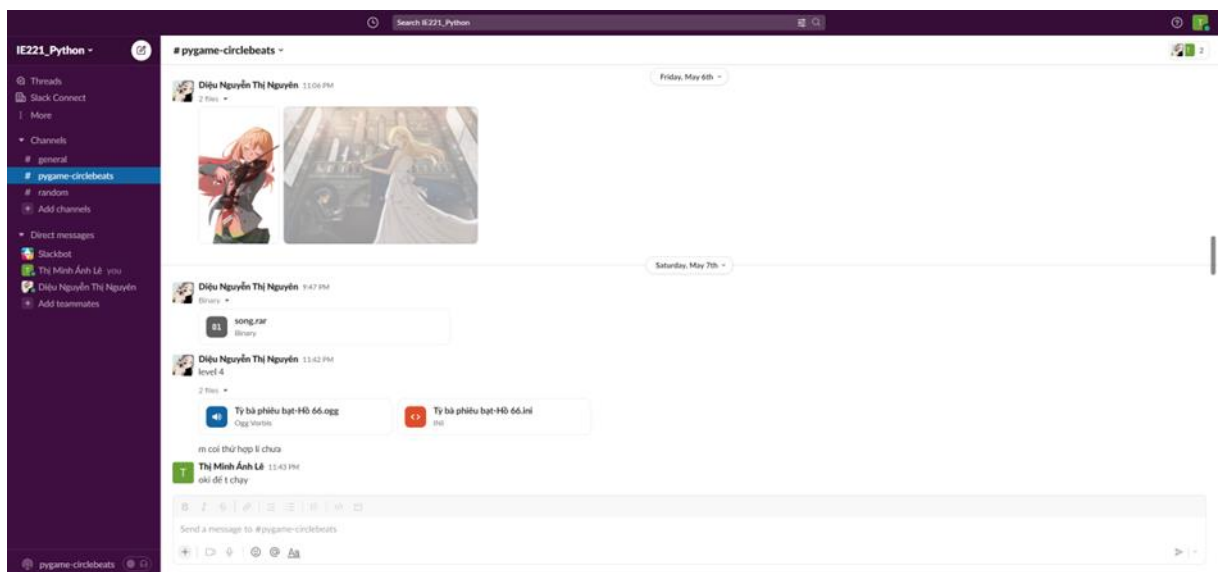 Search IE221_Python
IE221_Python
# pygame-circlebeats
2
Threads
Slack Connect
More
Channels
# general
# pygame-circlebeats
# random
+ Add channels
Direct messages
Slackbot
Thị Minh Ánh Lê you
Diệu Nguyễn Thị Nguyên
+ Add teammates
pygame-circlebeats
Friday, May 6th
Diệu Nguyễn Thị Nguyên 11:06 PM
2 files
Saturday, May 7th
Diệu Nguyễn Thị Nguyên 9:47 PM
Binary
01
song.rar
Binary
Diệu Nguyễn Thị Nguyên 11:42 PM
level 4
2 files
Tỳ bà phiêu bạt-Hồ 66.ogg
Ogg Vorbis
Tỳ bà phiêu bạt-Hồ 66.ini
INI
m coi thử hợp lí chưa
T
Thị Minh Ánh Lê 11:43 PM
oki để t chạy
B I S
Send a message to #pygame-circlebeats
Aa